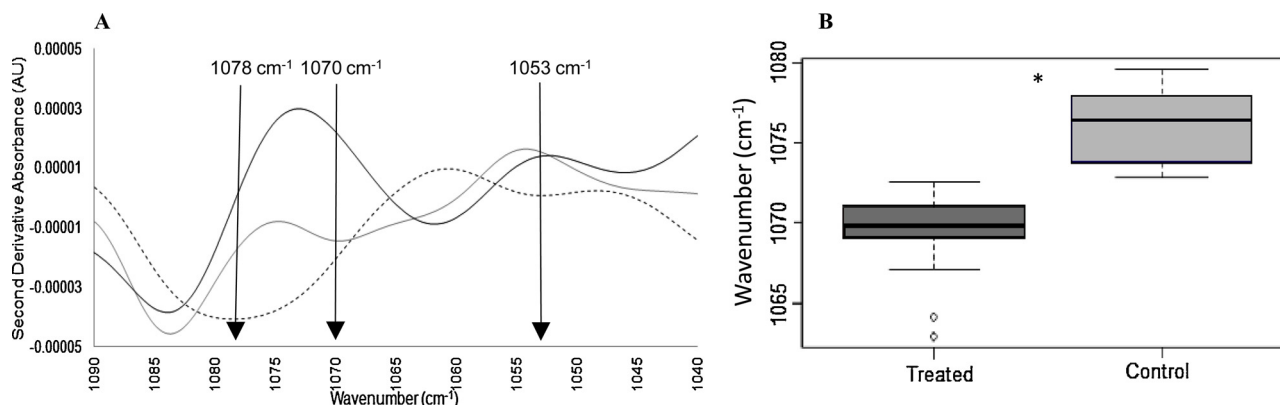 A
0.00005
0.00003
0.00001
-0.00001
-0.00003
-0.00005
Second Derivative Absorbance (AU)
1078 cm⁻¹ 1070 cm⁻¹ 1053 cm⁻¹
1090 1085 1080 1075 1070 1065 1060 1055 1050 1045 1040
Wavenumber (cm⁻¹)
B
*
1080
1075
1070
1065
Wavenumber (cm⁻¹)
Treated Control